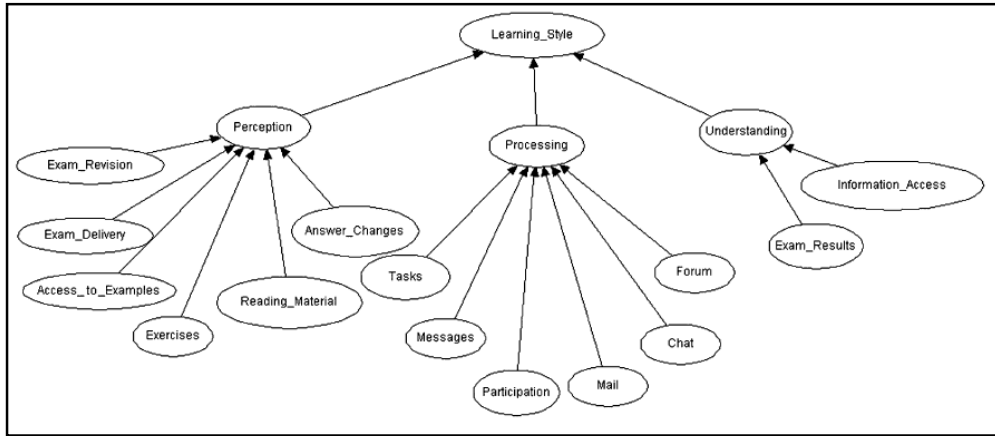 Learning_Style
Perception
Processing
Understanding
Exam_Revision
Information_Access
Exam_Delivery
Answer_Changes
Exam_Results
Tasks
Forum
Access_to_Examples
Reading_Material
Exercises
Messages
Chat
Participation
Mail